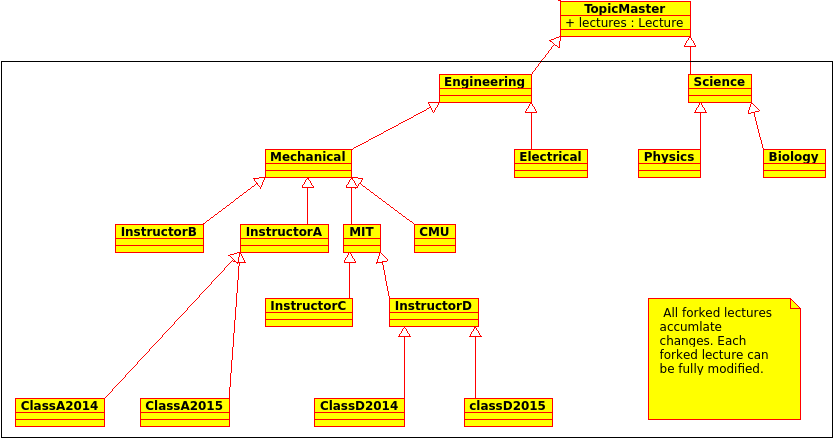 TopicMaster
+ lectures : Lecture
Engineering
Science
Mechanical
Electrical
Physics
Biology
InstructorB
InstructorA
MIT
CMU
InstructorC
InstructorD
All forked lectures
accumlate
changes. Each
forked lecture can
be fully modified.
ClassA2014
ClassA2015
ClassD2014
classD2015